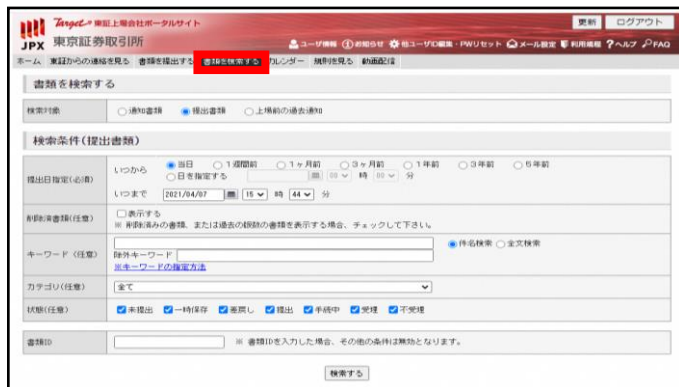 Target 東証上場会社ポータルサイト
更新 ログアウト
JPX 東京証券取引所
ユーザ情報 お知らせ 他ユーザID編集・PWリセット メール設定 利用規程 ヘルプ FAQ
ホーム 東証からの連絡を見る 書類を提出する 書類を検索する カレンダー 規則を見る 動画配信
書類を検索する
検索対象 通知書類 提出書類 上場前の過去通知
検索条件(提出書類)
提出日指定(必須) いつから 当日 1週間前 1ヶ月前 3ヶ月前 1年前 3年前 5年前
日を指定する 00 時 00 分
いつまで 2021/04/07 15 時 44 分
削除済書類(任意) 表示する
※ 削除済みの書類、または過去の版数の書類を表示する場合、チェックして下さい。
キーワード (任意) 件名検索 全文検索
除外キーワード
※キーワードの指定方法
カテゴリ(任意) 全て
状態(任意) 未提出 一時保存 差戻し 提出 手続中 受理 不受理
書類ID ※ 書類IDを入力した場合、その他の条件は無効となります。
検索する